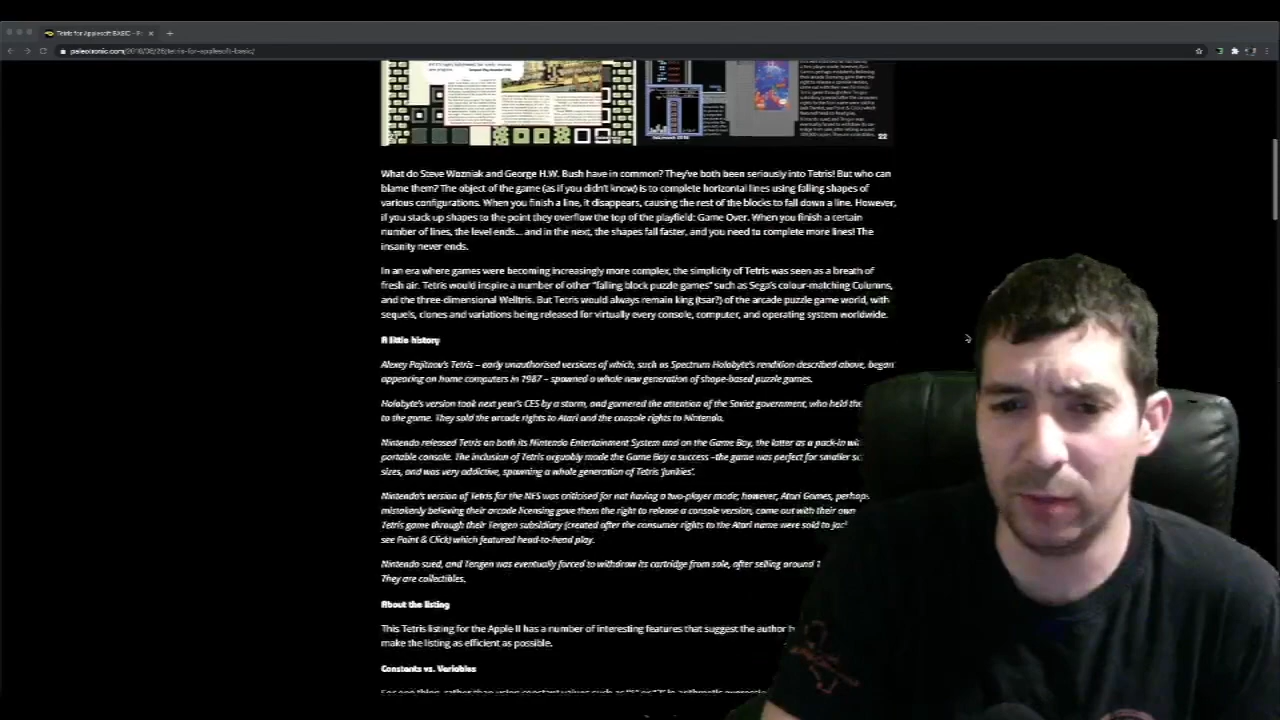 Tetris for Applesoft BASIC - P
paleotronic.com/2018/08/28/tetris-for-applesoft-basic/
22
What do Steve Wozniak and George H.W. Bush have in common? They've both been seriously into Tetris! But who can
blame them? The object of the game (as if you didn't know) is to complete horizontal lines using falling shapes of
various configurations. When you finish a line, it disappears, causing the rest of the blocks to fall down a line. However,
if you stack up shapes to the point they overflow the top of the playfield: Game Over. When you finish a certain
number of lines, the level ends... and in the next, the shapes fall faster, and you need to complete more lines! The
insanity never ends.
In an era where games were becoming increasingly more complex, the simplicity of Tetris was seen as a breath of
fresh air. Tetris would inspire a number of other "falling block puzzle games" such as Sega's colour-matching Columns,
and the three-dimensional Welltris. But Tetris would always remain king (tsar?) of the arcade puzzle game world, with
sequels, clones and variations being released for virtually every console, computer, and operating system worldwide.
A little history
Alexey Pajitnov's Tetris – early unauthorised versions of which, such as Spectrum Holobyte's rendition described above, began
appearing on home computers in 1987 – spawned a whole new generation of shape-based puzzle games.
Holobyte's version took next year's CES by a storm, and garnered the attention of the Soviet government, who held the
to the game. They sold the arcade rights to Atari and the console rights to Nintendo.
Nintendo released Tetris on both its Nintendo Entertainment System and on the Game Boy, the latter as a pack-in wi
portable console. The inclusion of Tetris arguably made the Game Boy a success –the game was perfect for smaller sc
sizes, and was very addictive, spawning a whole generation of Tetris 'junkies'.
Nintendo's version of Tetris for the NES was criticised for not having a two-player mode; however, Atari Games, perhaps
mistakenly believing their arcade licensing gave them the right to release a console version, came out with their own
Tetris game through their Tengen subsidiary (created after the consumer rights to the Atari name were sold to Jac
see Paint & Click) which featured head-to-head play.
Nintendo sued, and Tengen was eventually forced to withdraw its cartridge from sale, after selling around 1
They are collectibles.
About the listing
This Tetris listing for the Apple II has a number of interesting features that suggest the author h
make the listing as efficient as possible.
Constants vs. Variables